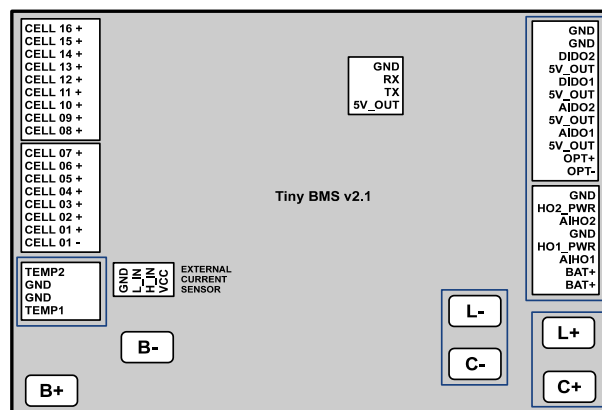 CELL 16 +
CELL 15 +
CELL 14 +
CELL 13 +
CELL 12 +
CELL 11 +
CELL 10 +
CELL 09 +
CELL 08 +
CELL 07 +
CELL 06 +
CELL 05 +
CELL 04 +
CELL 03 +
CELL 02 +
CELL 01 +
CELL 01 -
TEMP2
GND
GND
TEMP1
GND
L_IN
H_IN
VCC
EXTERNAL
CURRENT
SENSOR
B-
B+
GND
RX
TX
5V_OUT
Tiny BMS v2.1
GND
GND
DIDO2
5V_OUT
DIDO1
5V_OUT
AIDO2
5V_OUT
AIDO1
5V_OUT
OPT+
OPT-
GND
HO2_PWR
AIHO2
GND
HO1_PWR
AIHO1
BAT+
BAT+
L-
C-
L+
C+